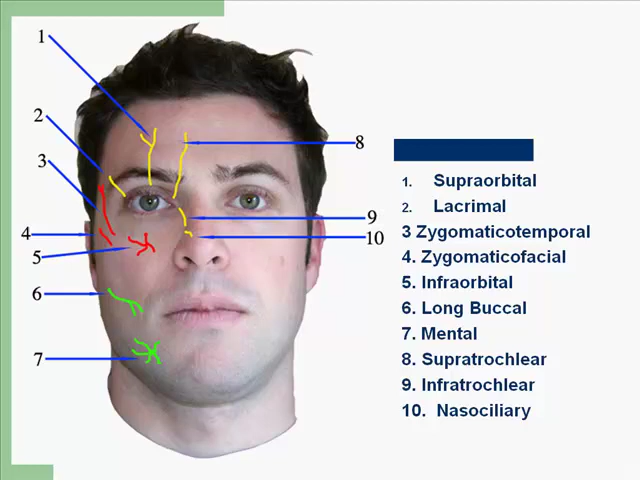 1
2
3
4
5
6
7
8
9
10
1. Supraorbital
2. Lacrimal
3 Zygomaticotemporal
4. Zygomaticofacial
5. Infraorbital
6. Long Buccal
7. Mental
8. Supratrochlear
9. Infratrochlear
10. Nasociliary